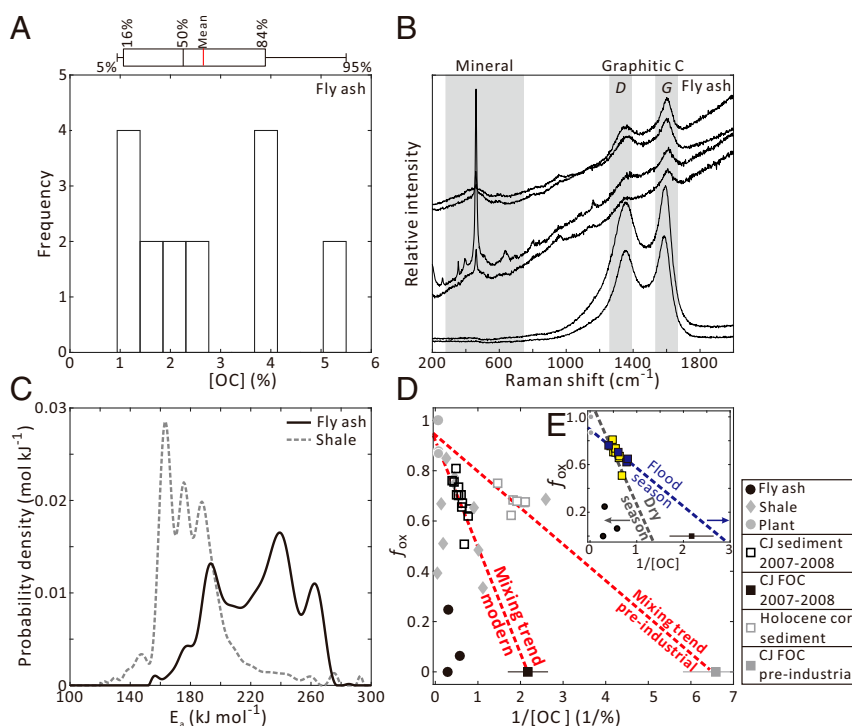 A
16%
50%
Mean
84%
5%
95%
Fly ash
5
4
3
2
1
0
Frequency
0 1 2 3 4 5 6
[OC] (%)
B
Mineral
Graphitic C
D G
Fly ash
Relative intensity
200 600 1000 1400 1800
Raman shift (cm-1)
C
0.03
0.02
0.01
0
Probability density (mol kJ-1)
Fly ash
Shale
100 140 180 220 260 300
Ea (kJ mol-1)
D
1.0
0.8
0.6
0.4
0.2
0
fox
Mixing trend
modern
Mixing trend
pre-industrial
0 1 2 3 4 5 6 7
1/[OC] (1/%)
E
1.0
0.8
0.6
0.2
fox
Flood
season
Dry
season
0 1 2 3
1/[OC]
Fly ash
Shale
Plant
CJ sediment
2007-2008
CJ FOC
2007-2008
Holocene cor
sediment
CJ FOC
pre-industria